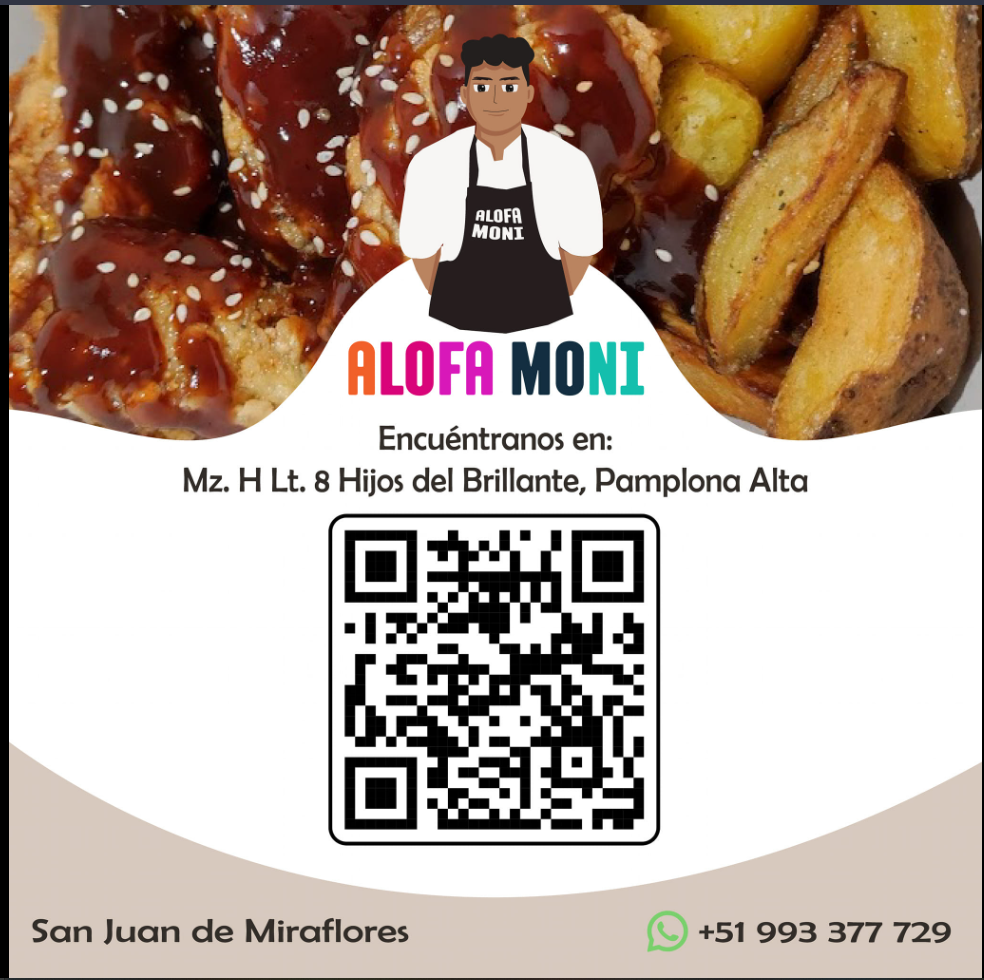 ALOFA
MONI
ALOFA MONI
Encuéntranos en:
Mz. H Lt. 8 Hijos del Brillante, Pamplona Alta
San Juan de Miraflores
+51 993 377 729